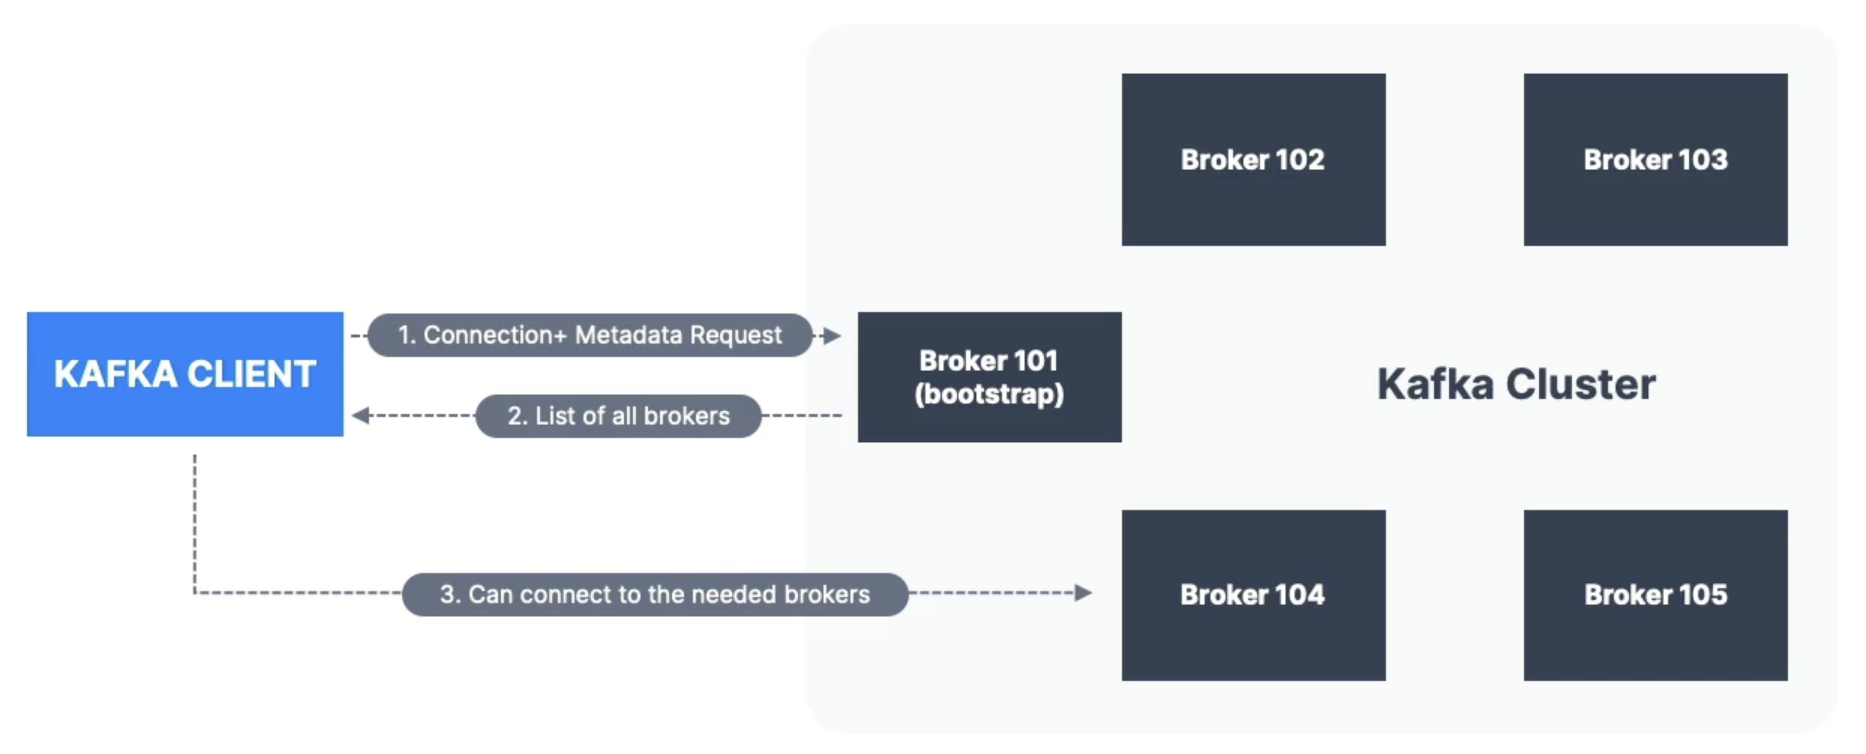 Broker 102
Broker 103
KAFKA CLIENT
1. Connection+ Metadata Request
2. List of all brokers
Broker 101
(bootstrap)
Kafka Cluster
3. Can connect to the needed brokers
Broker 104
Broker 105